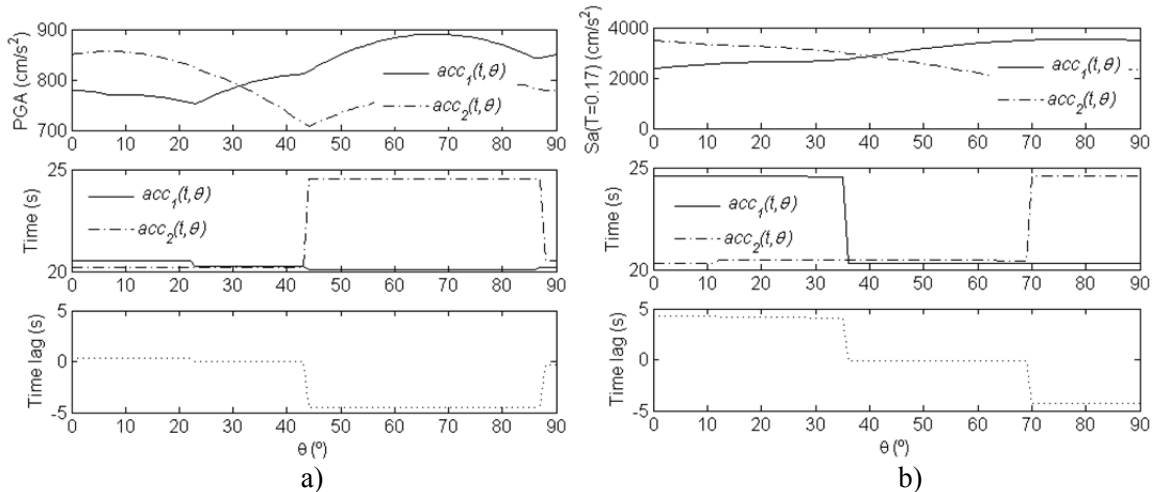 900
800
700
PGA (cm/s²)
acc₁(t,θ)
acc₂(t,θ)
0 10 20 30 40 50 60 70 80 90
25
20
Time (s)
acc₁(t,θ)
acc₂(t,θ)
0 10 20 30 40 50 60 70 80 90
5
0
-5
Time lag (s)
0 10 20 30 40 50 60 70 80 90
θ (º)
a)
4000
2000
0
Sa(T=0.17) (cm/s²)
acc₁(t,θ)
acc₂(t,θ)
0 10 20 30 40 50 60 70 80 90
25
20
Time (s)
acc₁(t,θ)
acc₂(t,θ)
0 10 20 30 40 50 60 70 80 90
5
0
-5
Time lag (s)
0 10 20 30 40 50 60 70 80 90
θ (º)
b)